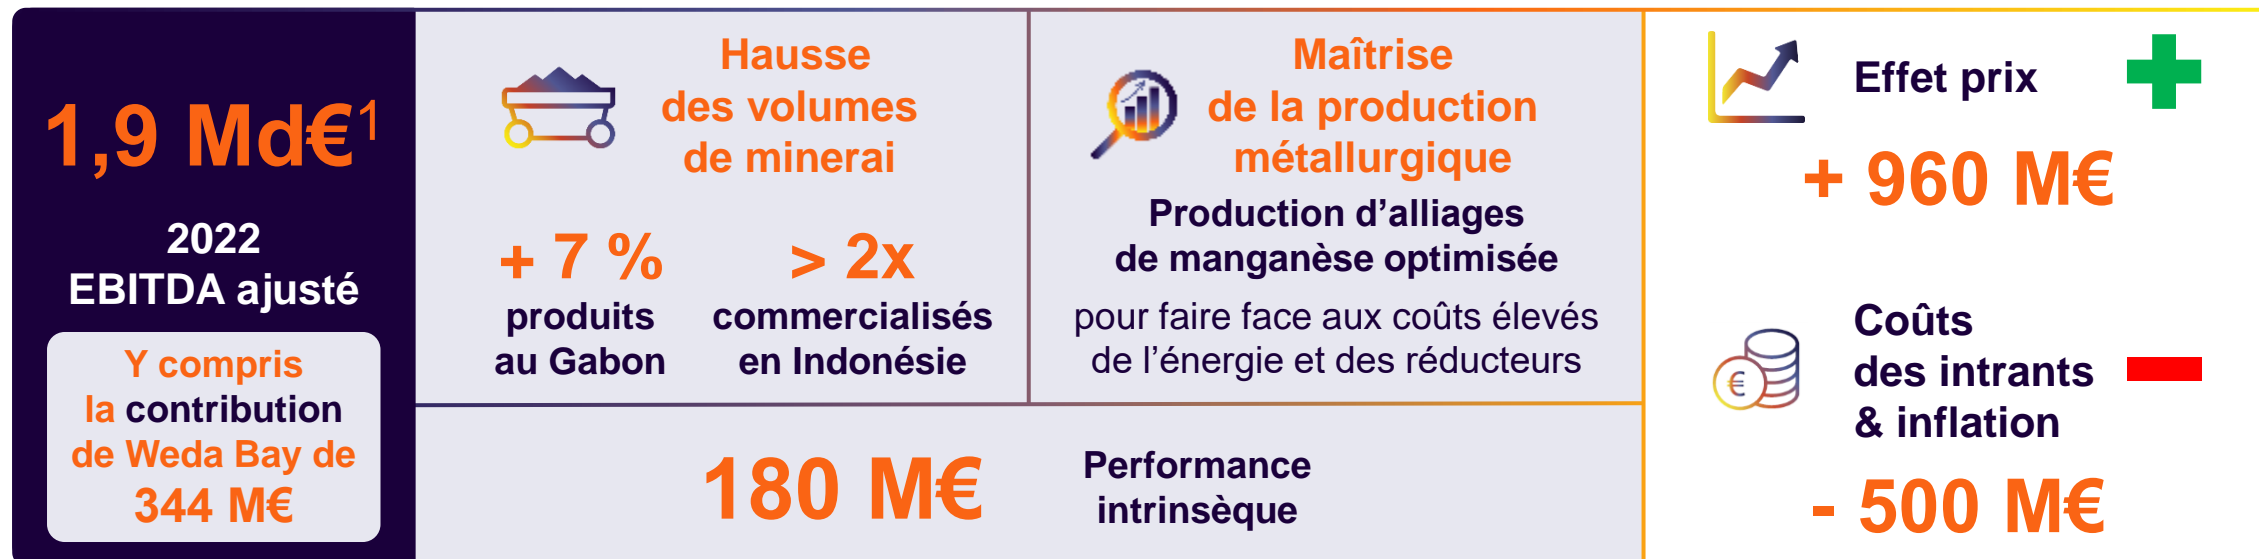 1,9 Md€1
2022
EBITDA ajusté
Y compris
la contribution
de Weda Bay de
344 M€
Hausse
des volumes
de minerai
+ 7 %
produits
au Gabon
> 2x
commercialisés
en Indonésie
Maîtrise
de la production
métallurgique
Production d’alliages
de manganèse optimisée
pour faire face aux coûts élevés
de l’énergie et des réducteurs
180 M€
Performance
intrinsèque
Effet prix
+ 960 M€
Coûts
des intrants
& inflation
- 500 M€